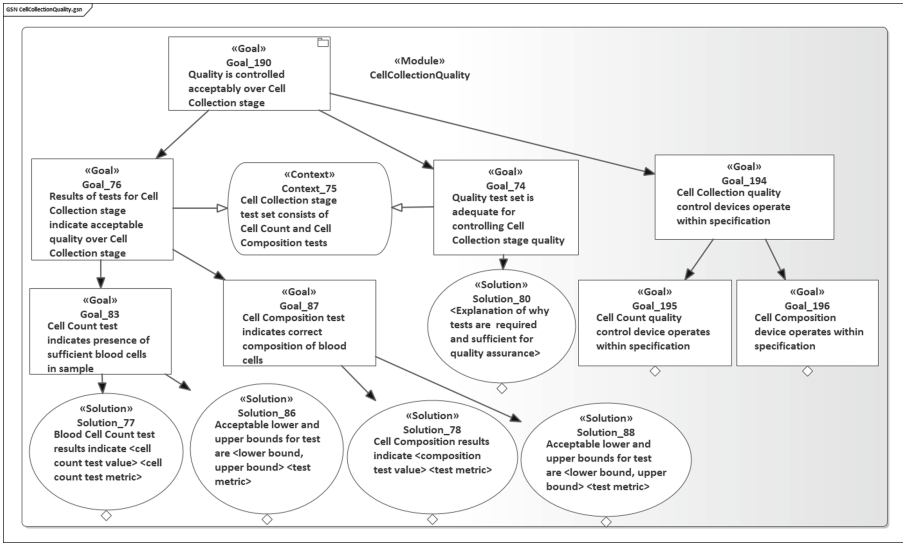 GSN CellCollectionQuality.gsn
«Goal»
Goal_190
Quality is controlled
acceptably over Cell
Collection stage
«Module»
CellCollectionQuality
«Goal»
Goal_76
Results of tests for Cell
Collection stage
indicate acceptable
quality over Cell
Collection stage
«Context»
Context_75
Cell Collection stage
test set consists of
Cell Count and Cell
Composition tests
«Goal»
Goal_74
Quality test set is
adequate for
controlling Cell
Collection stage quality
«Goal»
Goal_194
Cell Collection quality
control devices operate
within specification
«Goal»
Goal_83
Cell Count test
indicates presence of
sufficient blood cells
in sample
«Goal»
Goal_87
Cell Composition test
indicates correct
composition of blood
cells
«Solution»
Solution_80
<Explanation of why
tests are required
and sufficient for
quality assurance>
«Goal»
Goal_195
Cell Count quality
control device operates
within specification
«Goal»
Goal_196
Cell Composition
device operates within
specification
«Solution»
Solution_77
Blood Cell Count test
results indicate <cell
count test value> <cell
count test metric>
«Solution»
Solution_86
Acceptable lower and
upper bounds for test
are <lower bound,
upper bound> <test
metric>
«Solution»
Solution_78
Cell Composition results
indicate <composition
test value> <test metric>
«Solution»
Solution_88
Acceptable lower and
upper bounds for test
are <lower bound, upper
bound> <test metric>